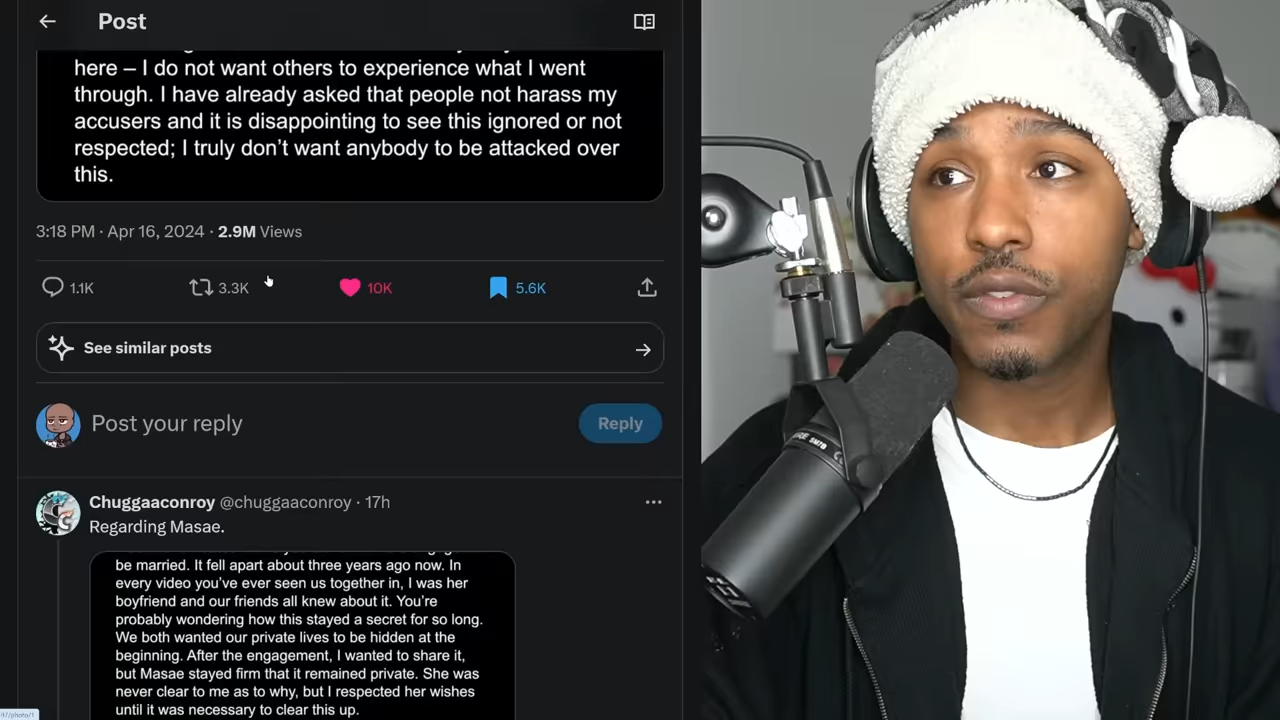 Post
here – I do not want others to experience what I went
through. I have already asked that people not harass my
accusers and it is disappointing to see this ignored or not
respected; I truly don’t want anybody to be attacked over
this.
3:18 PM · Apr 16, 2024 · 2.9M Views
1.1K 3.3K 10K 5.6K
See similar posts
Post your reply
Reply
Chuggaaconroy @chuggaaconroy · 17h
Regarding Masae.
be married. It fell apart about three years ago now. In
every video you’ve ever seen us together in, I was her
boyfriend and our friends all knew about it. You’re
probably wondering how this stayed a secret for so long.
We both wanted our private lives to be hidden at the
beginning. After the engagement, I wanted to share it,
but Masae stayed firm that it remained private. She was
never clear to me as to why, but I respected her wishes
until it was necessary to clear this up.
SM7B